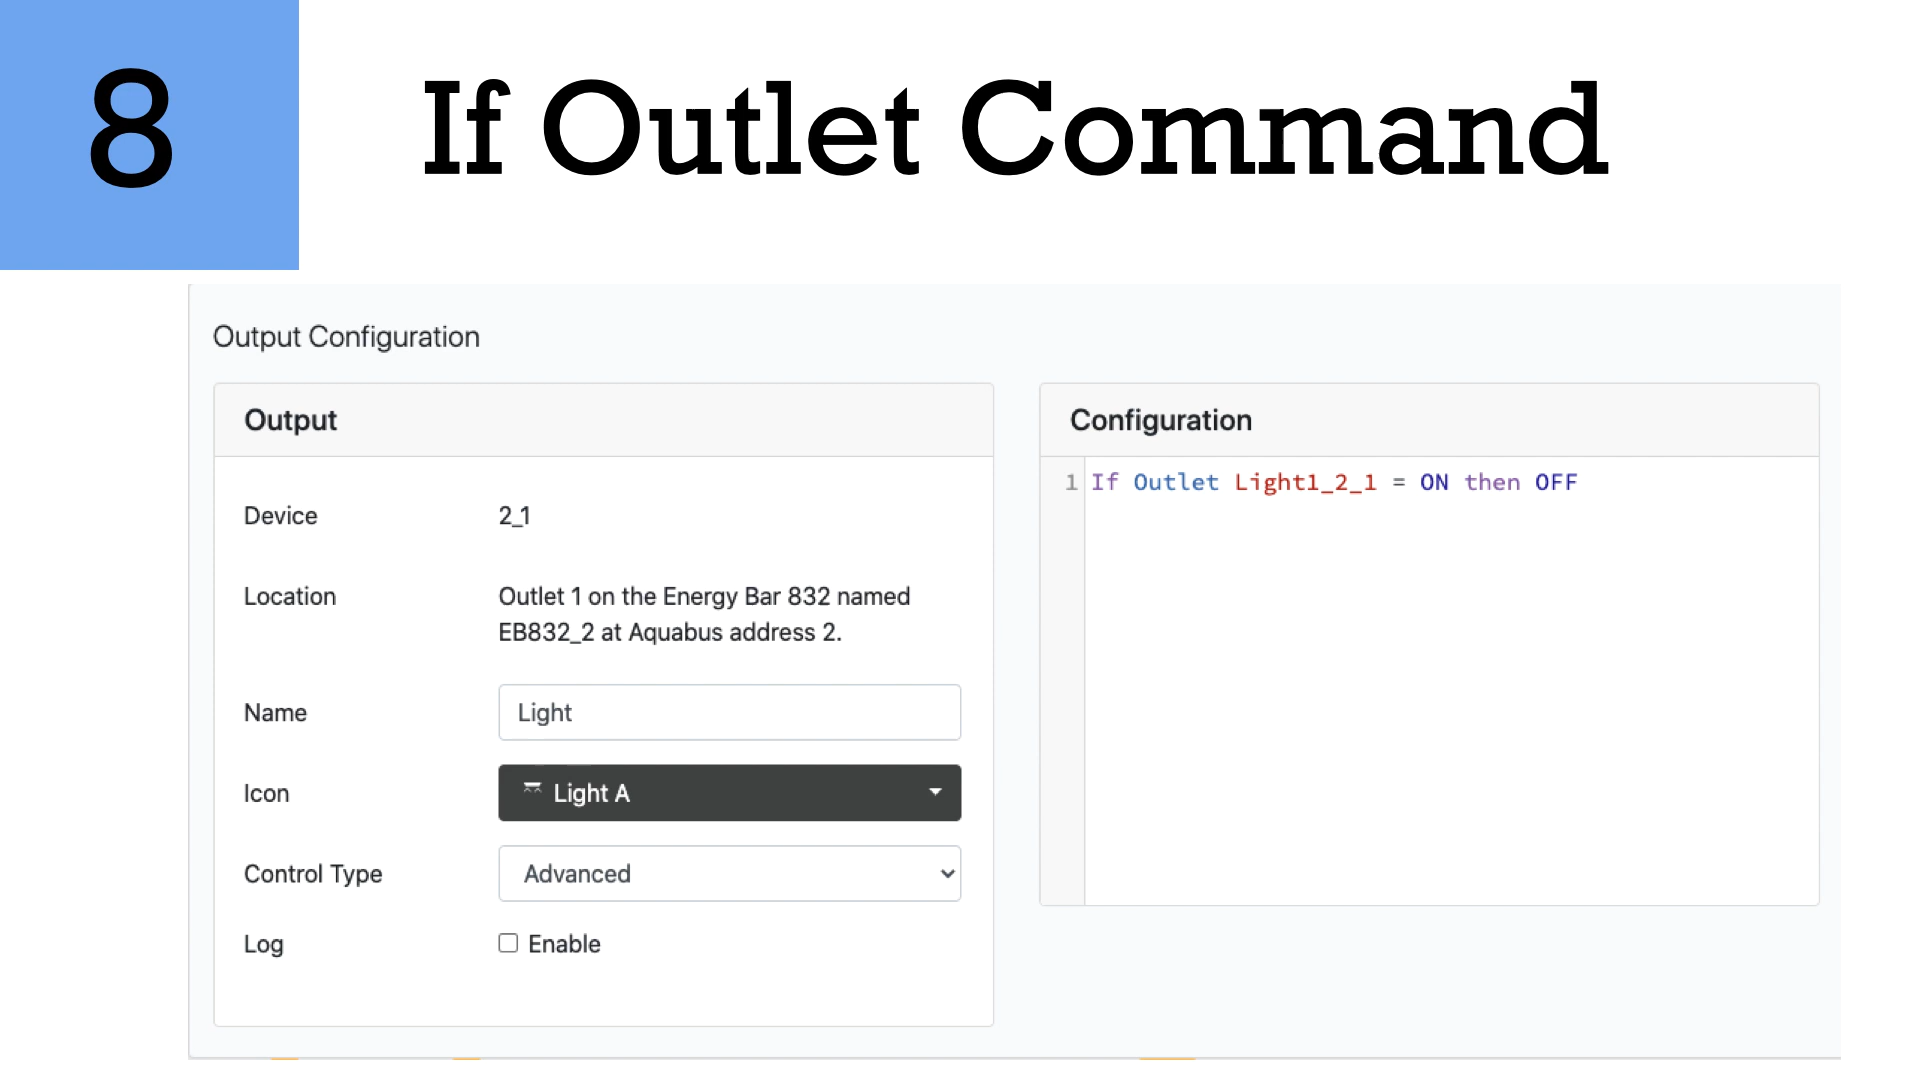 8
If Outlet Command
Output Configuration
Output
Device 2_1
Location Outlet 1 on the Energy Bar 832 named
EB832_2 at Aquabus address 2.
Name Light
Icon Light A
Control Type Advanced
Log Enable
Configuration
1 If Outlet Light1_2_1 = ON then OFF